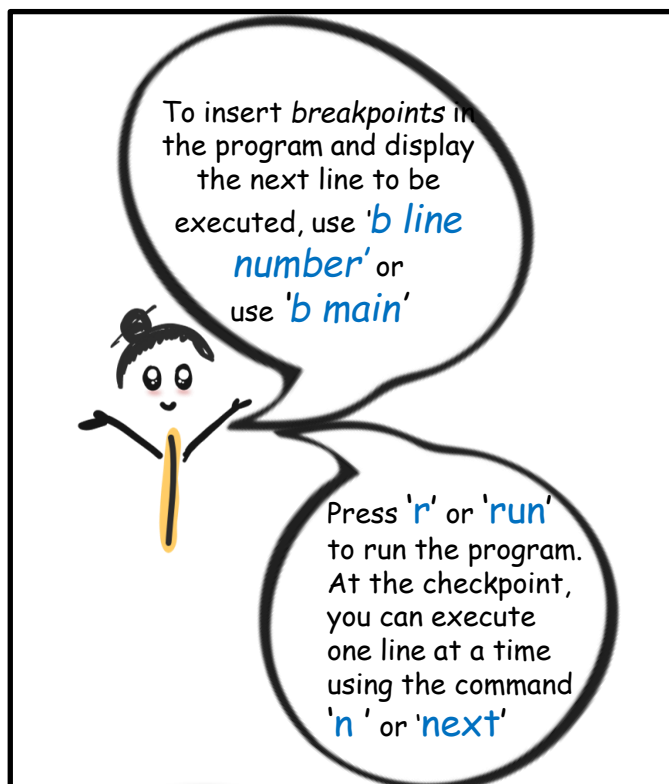 To insert breakpoints in
the program and display
the next line to be
executed, use 'b line
number' or
use 'b main'
Press 'r' or 'run'
to run the program.
At the checkpoint,
you can execute
one line at a time
using the command
'n ' or 'next'